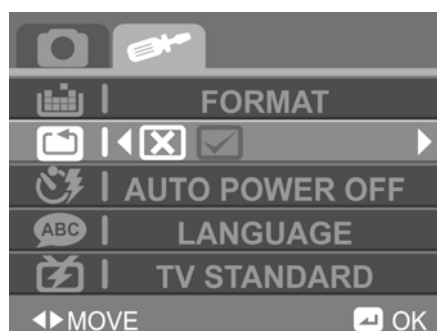 FORMAT
AUTO POWER OFF
ABC LANGUAGE
TV STANDARD
MOVE OK